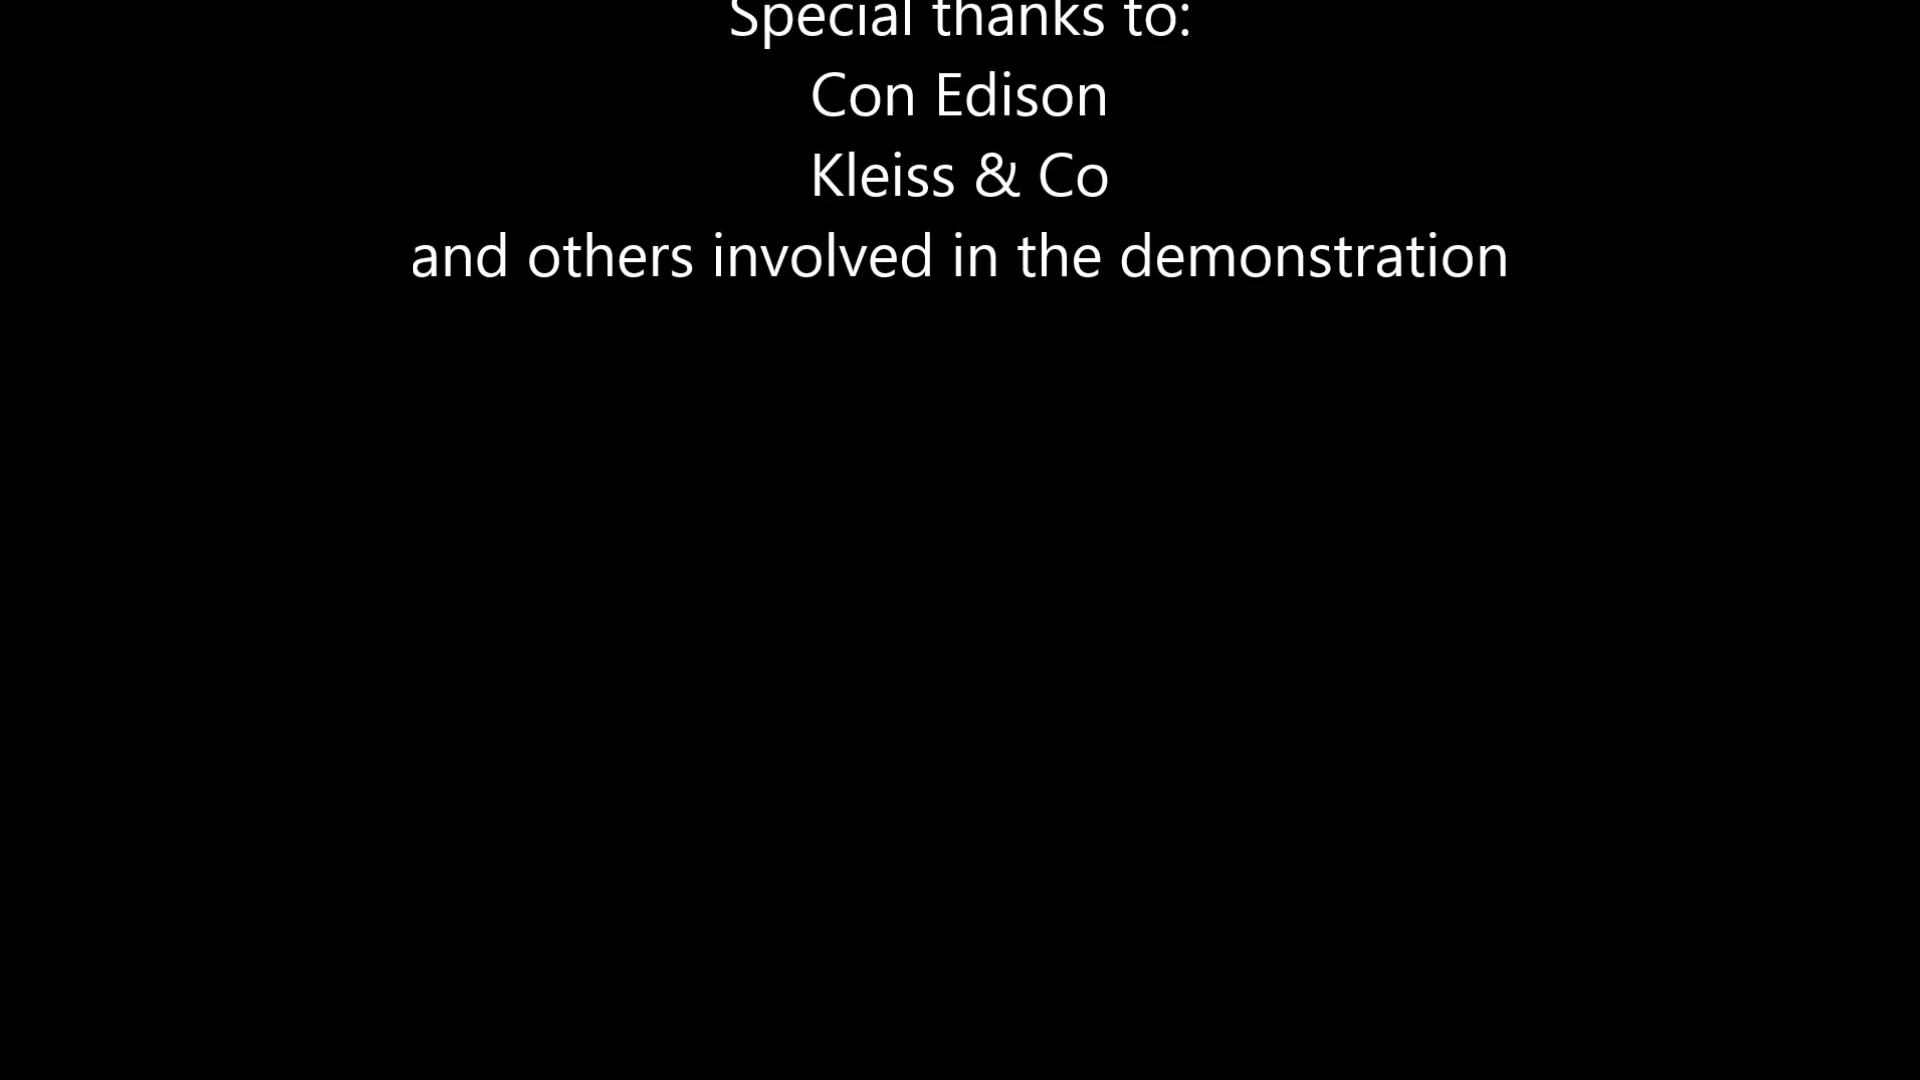 Special thanks to:
Con Edison
Kleiss & Co
and others involved in the demonstration